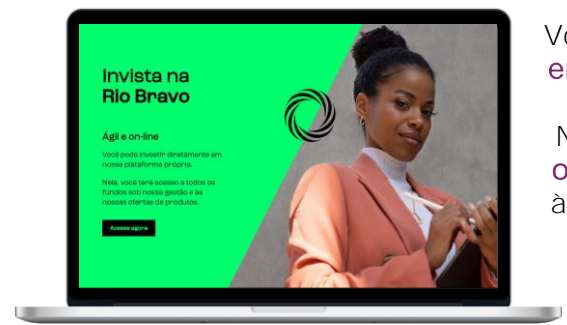 Invista na
Rio Bravo
Ágil e on-line
Você pode investir diretamente em
nossa plataforma própria.
Nela, você terá acesso a todos os
fundos sob nossa gestão e às
nossas ofertas de produtos.
Acesse agora